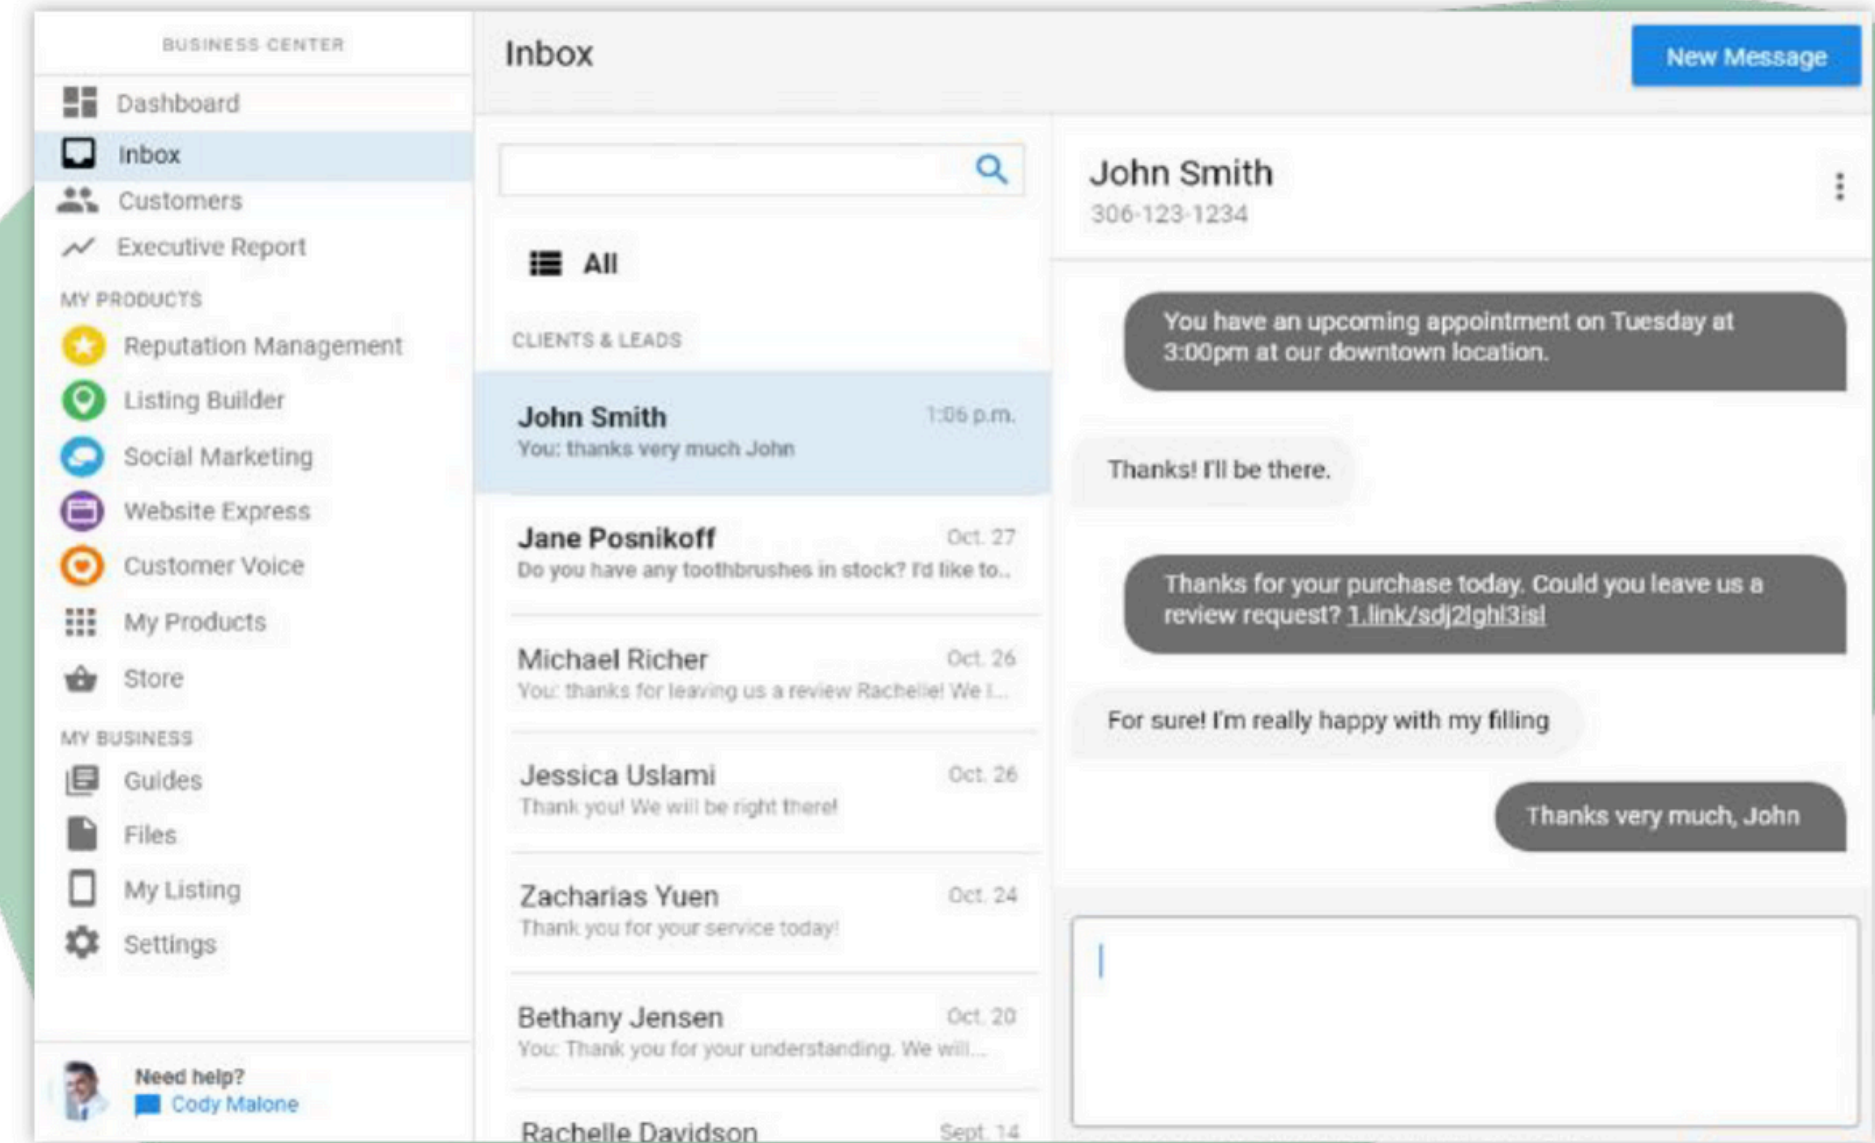 BUSINESS CENTER
Dashboard
Inbox
Customers
Executive Report
MY PRODUCTS
Reputation Management
Listing Builder
Social Marketing
Website Express
Customer Voice
My Products
Store
MY BUSINESS
Guides
Files
My Listing
Settings
Need help?
Cody Malone
Inbox
New Message
All
CLIENTS & LEADS
John Smith
1:06 p.m.
You: thanks very much John
Jane Posnikoff
Oct. 27
Do you have any toothbrushes in stock? I'd like to..
Michael Richer
Oct. 26
You: thanks for leaving us a review Rachelle! We l...
Jessica Uslami
Oct. 26
Thank you! We will be right there!
Zacharias Yuen
Oct. 24
Thank you for your service today!
Bethany Jensen
Oct. 20
You: Thank you for your understanding. We will...
Rachelle Davidson
Sept. 14
John Smith
306-123-1234
You have an upcoming appointment on Tuesday at
3:00pm at our downtown location.
Thanks! I'll be there.
Thanks for your purchase today. Could you leave us a
review request? 1.link/sdj2lghl3isl
For sure! I'm really happy with my filling
Thanks very much, John